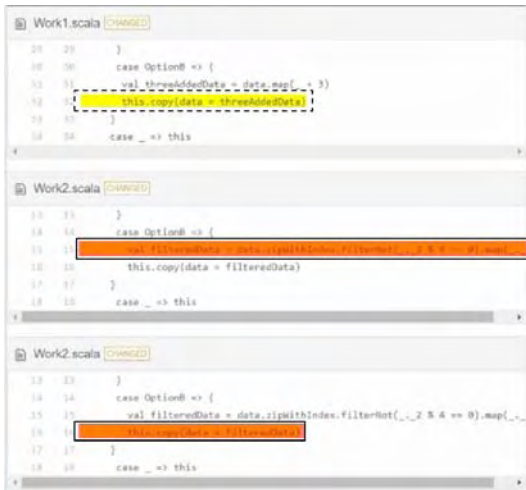 Work1.scala CHANGED
29 29 }
30 30 case OptionB => {
31 31 val threeAddedData = data.map(_ + 3)
32 32 this.copy(data = threeAddedData)
33 33 }
34 34 case _ => this
Work2.scala CHANGED
13 13 }
14 14 case OptionB => {
15 15 val filteredData = data.zipWithIndex.filterNot(_._2 % 4 == 0).map(_._
16 16 this.copy(data = filteredData)
17 17 }
18 18 case _ => this
Work2.scala CHANGED
13 13 }
14 14 case OptionB => {
15 15 val filteredData = data.zipWithIndex.filterNot(_._2 % 4 == 0).map(_._
16 16 this.copy(data = filteredData)
17 17 }
18 18 case _ => this